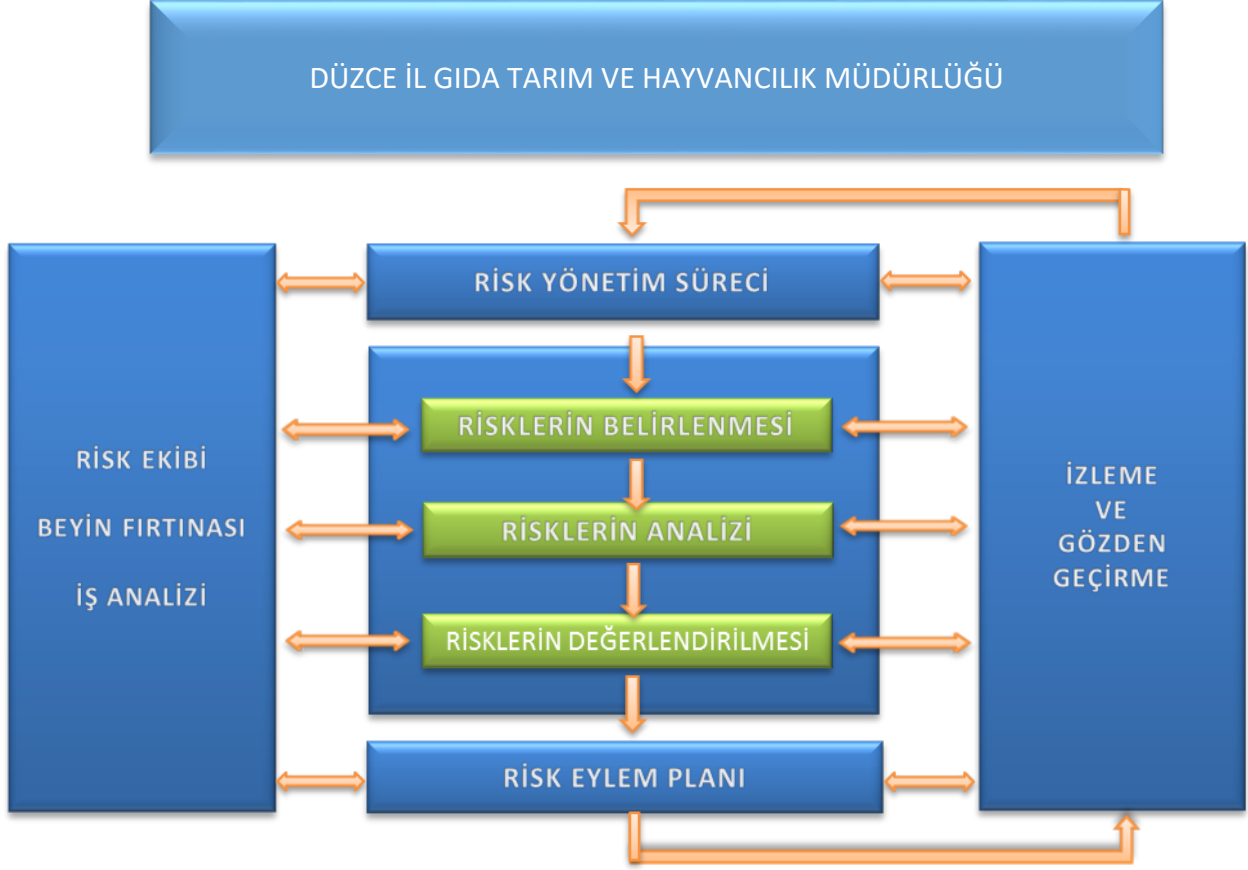 DÜZCE İL GIDA TARIM VE HAYVANCILIK MÜDÜRLÜĞÜ
RİSK YÖNETİM SÜRECİ
RİSK EKİBİ
BEYİN FIRTINASI
İŞ ANALİZİ
RİSKLERİN BELİRLENMESİ
RİSKLERİN ANALİZİ
RİSKLERİN DEĞERLENDİRİLMESİ
İZLEME
VE
GÖZDEN
GEÇİRME
RİSK EYLEM PLANI